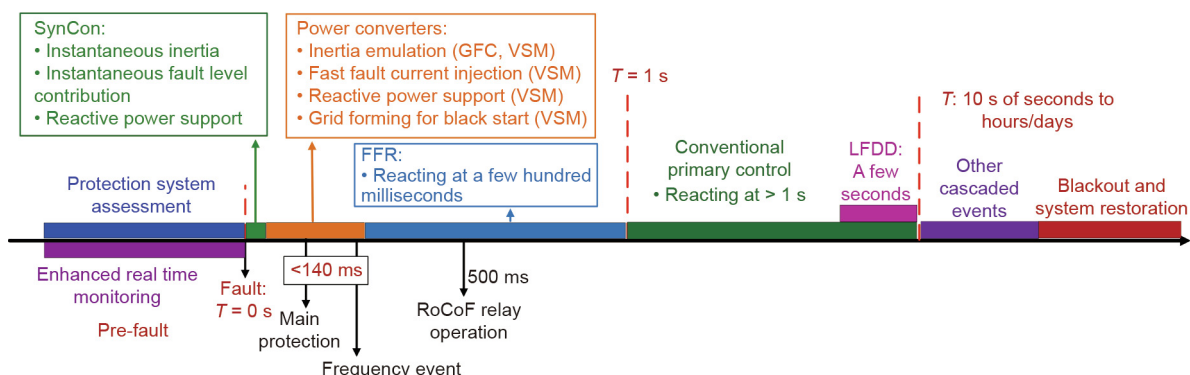 SynCon:
• Instantaneous inertia
• Instantaneous fault level
contribution
• Reactive power support
Power converters:
• Inertia emulation (GFC, VSM)
• Fast fault current injection (VSM)
• Reactive power support (VSM)
• Grid forming for black start (VSM)
T = 1 s
T: 10 s of seconds to
hours/days
Protection system
assessment
FFR:
• Reacting at a few hundred
milliseconds
Conventional
primary control
• Reacting at > 1 s
LFDD:
A few
seconds
Other
cascaded
events
Blackout and
system restoration
Enhanced real time
monitoring
Pre-fault
Fault:
T = 0 s
<140 ms
Main
protection
Frequency event
500 ms
RoCoF relay
operation